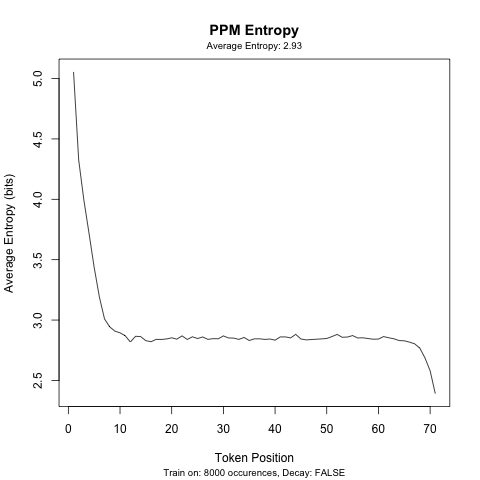 PPM Entropy
Average Entropy: 2.93
Average Entropy (bits)
5.0
4.5
4.0
3.5
3.0
2.5
0 10 20 30 40 50 60 70
Token Position
Train on: 8000 occurences, Decay: FALSE